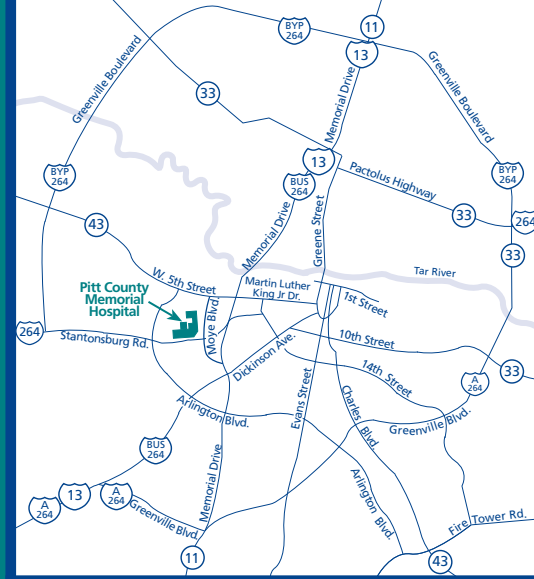 11
BYP
264
13
Greenville Boulevard
Memorial Drive
Greenville Boulevard
33
13
BUS
264
Pactolus Highway
BYP
264
BYP
264
33
264
43
Memorial Drive
Greene Street
33
Tar River
W. 5th Street
Pitt County
Memorial
Hospital
Martin Luther
King Jr Dr.
1st Street
Moye Blvd.
264
Stantonsburg Rd.
10th Street
Dickinson Ave.
14th Street
33
A
264
Evans Street
Charles Blvd.
Arlington Blvd.
Greenville Blvd.
BUS
264
Memorial Drive
Arlington Blvd.
13
A
264
A
264
Greenville Blvd.
Fire Tower Rd.
11
43